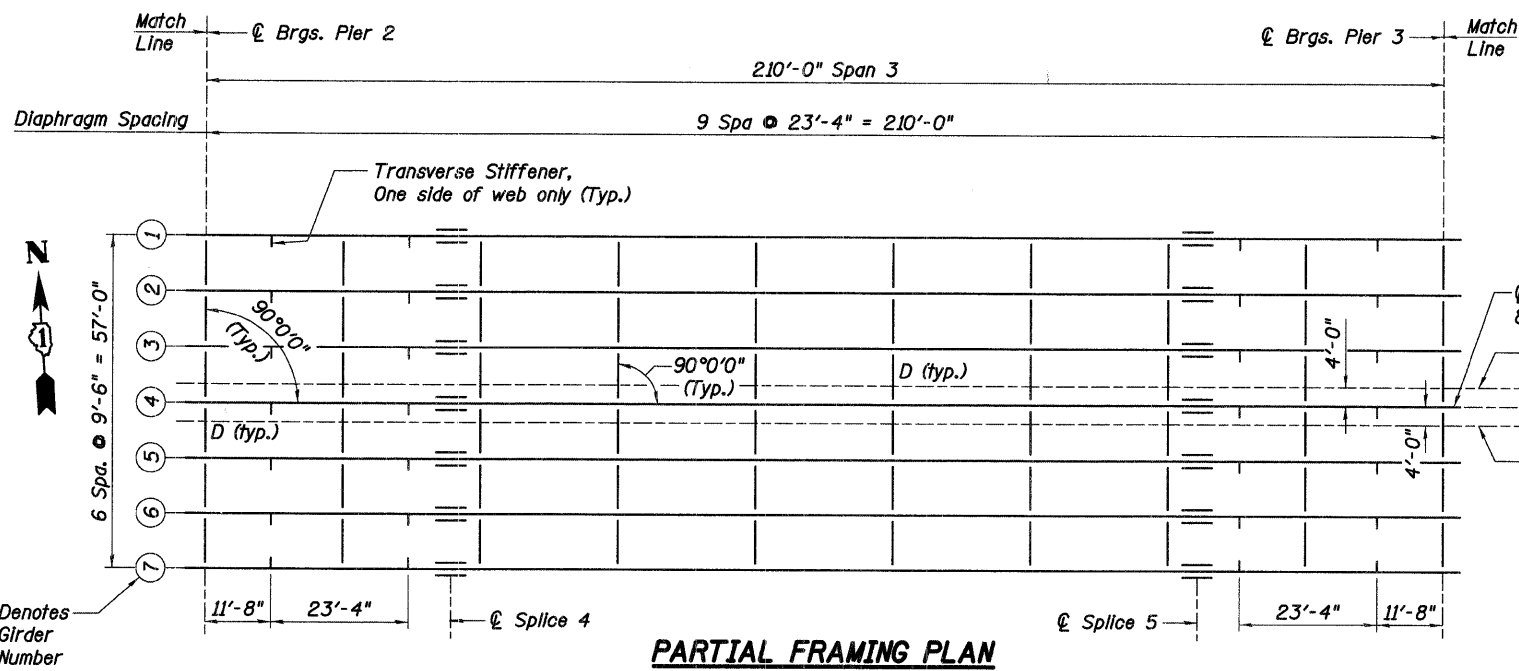 Match
Line
℄ Brgs. Pier 2
℄ Brgs. Pier 3
Match
Line
210'-0" Span 3
Diaphragm Spacing
9 Spa @ 23'-4" = 210'-0"
Transverse Stiffener,
One side of web only (Typ.)
N
1
6 Spa. @ 9'-6" = 57'-0"
1
2
3
4
5
6
7
90°0'0"
(Typ.)
90°0'0"
(Typ.)
D (typ.)
D (typ.)
4'-0"
4'-0"
℄
&
Denotes
Girder
Number
11'-8"
23'-4"
℄ Splice 4
℄ Splice 5
23'-4"
11'-8"
PARTIAL FRAMING PLAN